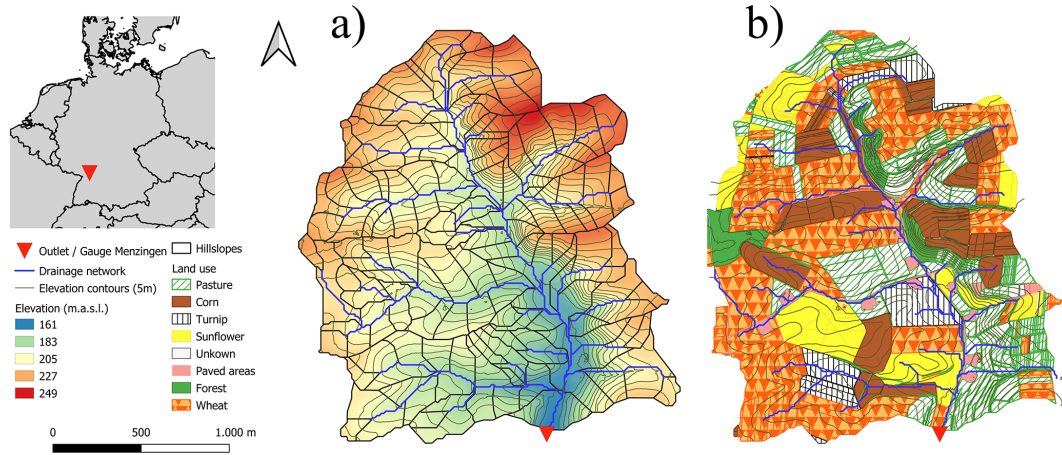 a)
b)
Outlet / Gauge Menzingen
Drainage network
Elevation contours (5m)
Elevation (m.a.s.l.)
161
183
205
227
249
Hillslopes
Land use
Pasture
Corn
Turnip
Sunflower
Unkown
Paved areas
Forest
Wheat
0 500 1.000 m